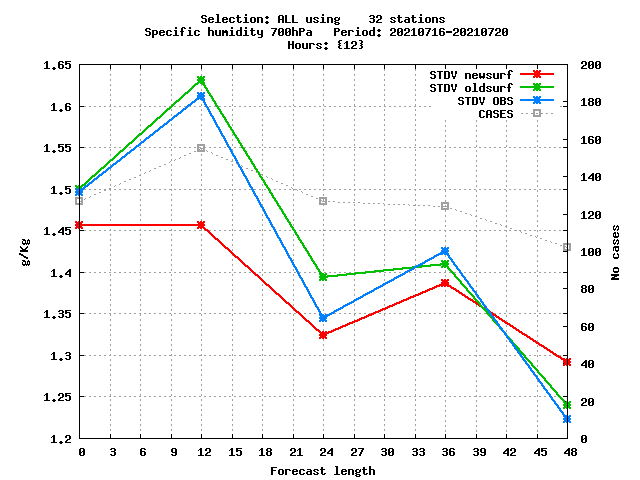 Selection: ALL using    32 stations
Specific humidity 700hPa   Period: 20210716-20210720
Hours: {12}
STDV newsurf
STDV oldsurf
STDV OBS
CASES
1.65
1.6
1.55
1.5
1.45
1.4
1.35
1.3
1.25
1.2
g/Kg
200
180
160
140
120
100
80
60
40
20
0
No cases
0 3 6 9 12 15 18 21 24 27 30 33 36 39 42 45 48
Forecast length